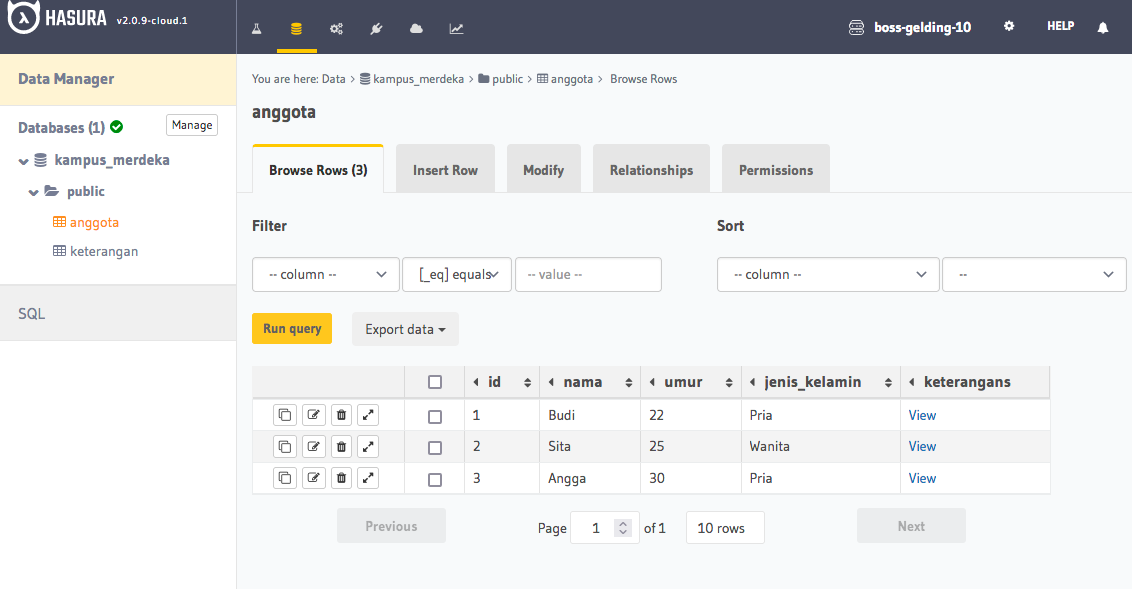 HASURA v2.0.9-cloud.1
boss-gelding-10 HELP
Data Manager
Databases (1) Manage
kampus_merdeka
public
anggota
keterangan
SQL
You are here: Data > kampus_merdeka > public > anggota > Browse Rows
anggota
Browse Rows (3) Insert Row Modify Relationships Permissions
Filter Sort
-- column -- [_eq] equals -- value -- -- column -- --
Run query Export data
id nama umur jenis_kelamin keterangans
1 Budi 22 Pria View
2 Sita 25 Wanita View
3 Angga 30 Pria View
Previous Page 1 of 1 10 rows Next